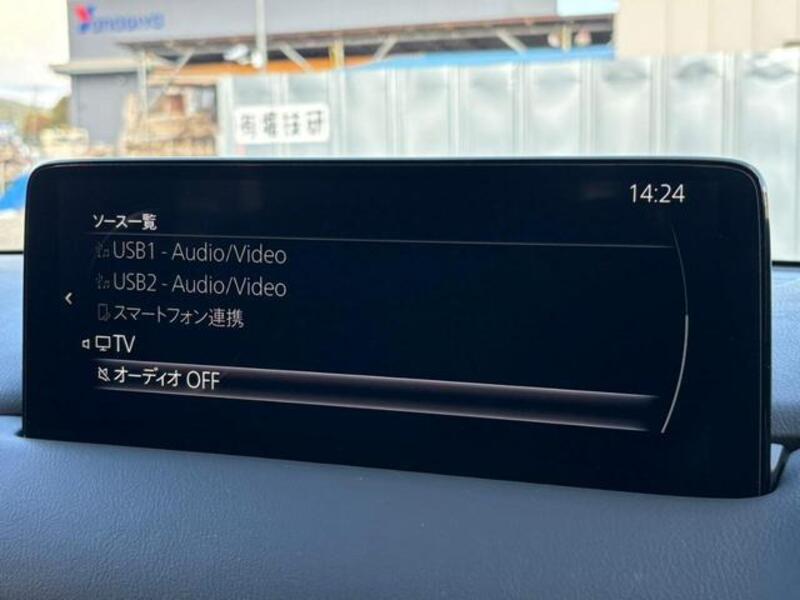 14:24
ソース一覧
USB1 - Audio/Video
USB2 - Audio/Video
スマートフォン連携
TV
オーディオ OFF